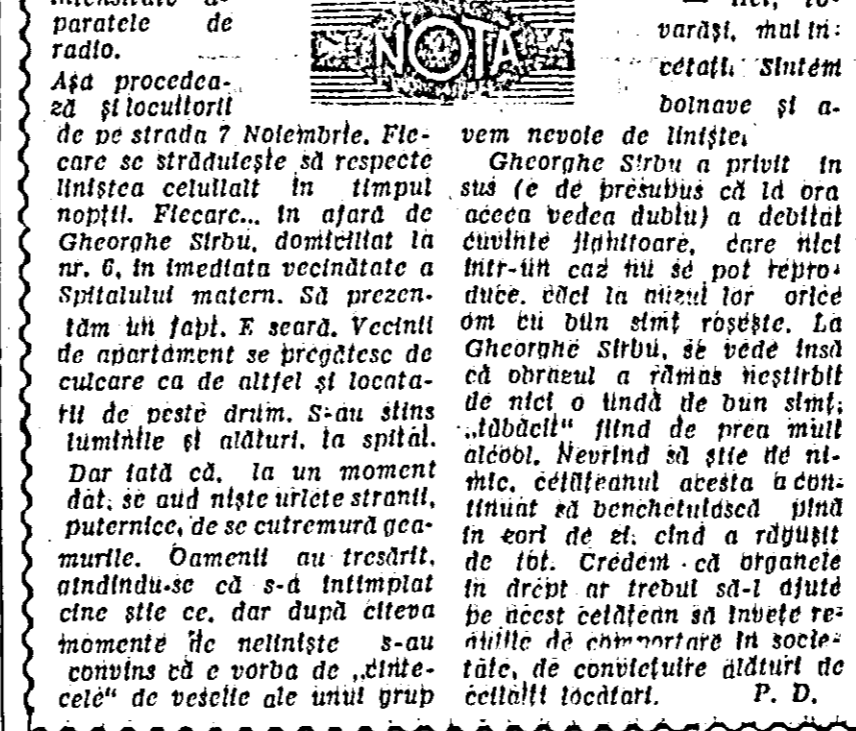 paratele de
radio.
Așa procedea-
ză și locuitorii
de pe strada 7 Noiembrie. Fie-
care se străduiește să respecte
liniștea celuilalt în timpul
nopții. Fiecare... în afară de
Gheorghe Sîrbu, domiciliat la
nr. 6, în imediata vecinătate a
Spitalului matern. Să prezen-
tăm un fapt. E seară. Vecinii
de apartament se pregătesc de
culcare ca de altfel și locata-
rii de peste drum. S-au stins
luminile și alături, la spital.
Dar iată că, la un moment
dat, se aud niște urlete stranii,
puternice, de se cutremură gea-
murile. Oamenii au tresărit,
gîndindu-se că s-a întîmplat
cine știe ce, dar după cîteva
momente de neliniște s-au
convins că e vorba de „cînte-
cele“ de veselie ale unui grup
NOTĂ
varăși, mai în-
cetați. Sîntem
bolnave și a-
vem nevoie de liniște.
Gheorghe Sîrbu a privit în
sus (e de presupus că la ora
aceea vedea dublu) a debitat
cuvinte jignitoare, care nici
într-un caz nu se pot repro-
duce, căci la auzul lor orice
om cu bun simț roșește. La
Gheorghe Sîrbu, se vede însă
că obrazul a rămas neștirbit
de nici o undă de bun simț,
„tăbăcit“ fiind de prea mult
alcool. Nevrînd să știe de ni-
mic, cetățeanul acesta a con-
tinuat să benchetuiască pînă
în zori de zi, cînd a răgușit
de tot. Credem că organele
în drept ar trebui să-l ajute
pe acest cetățean să învețe re-
gulile de comportare în socie-
tate, de conviețuire alături de
ceilalți locatari. P. D.